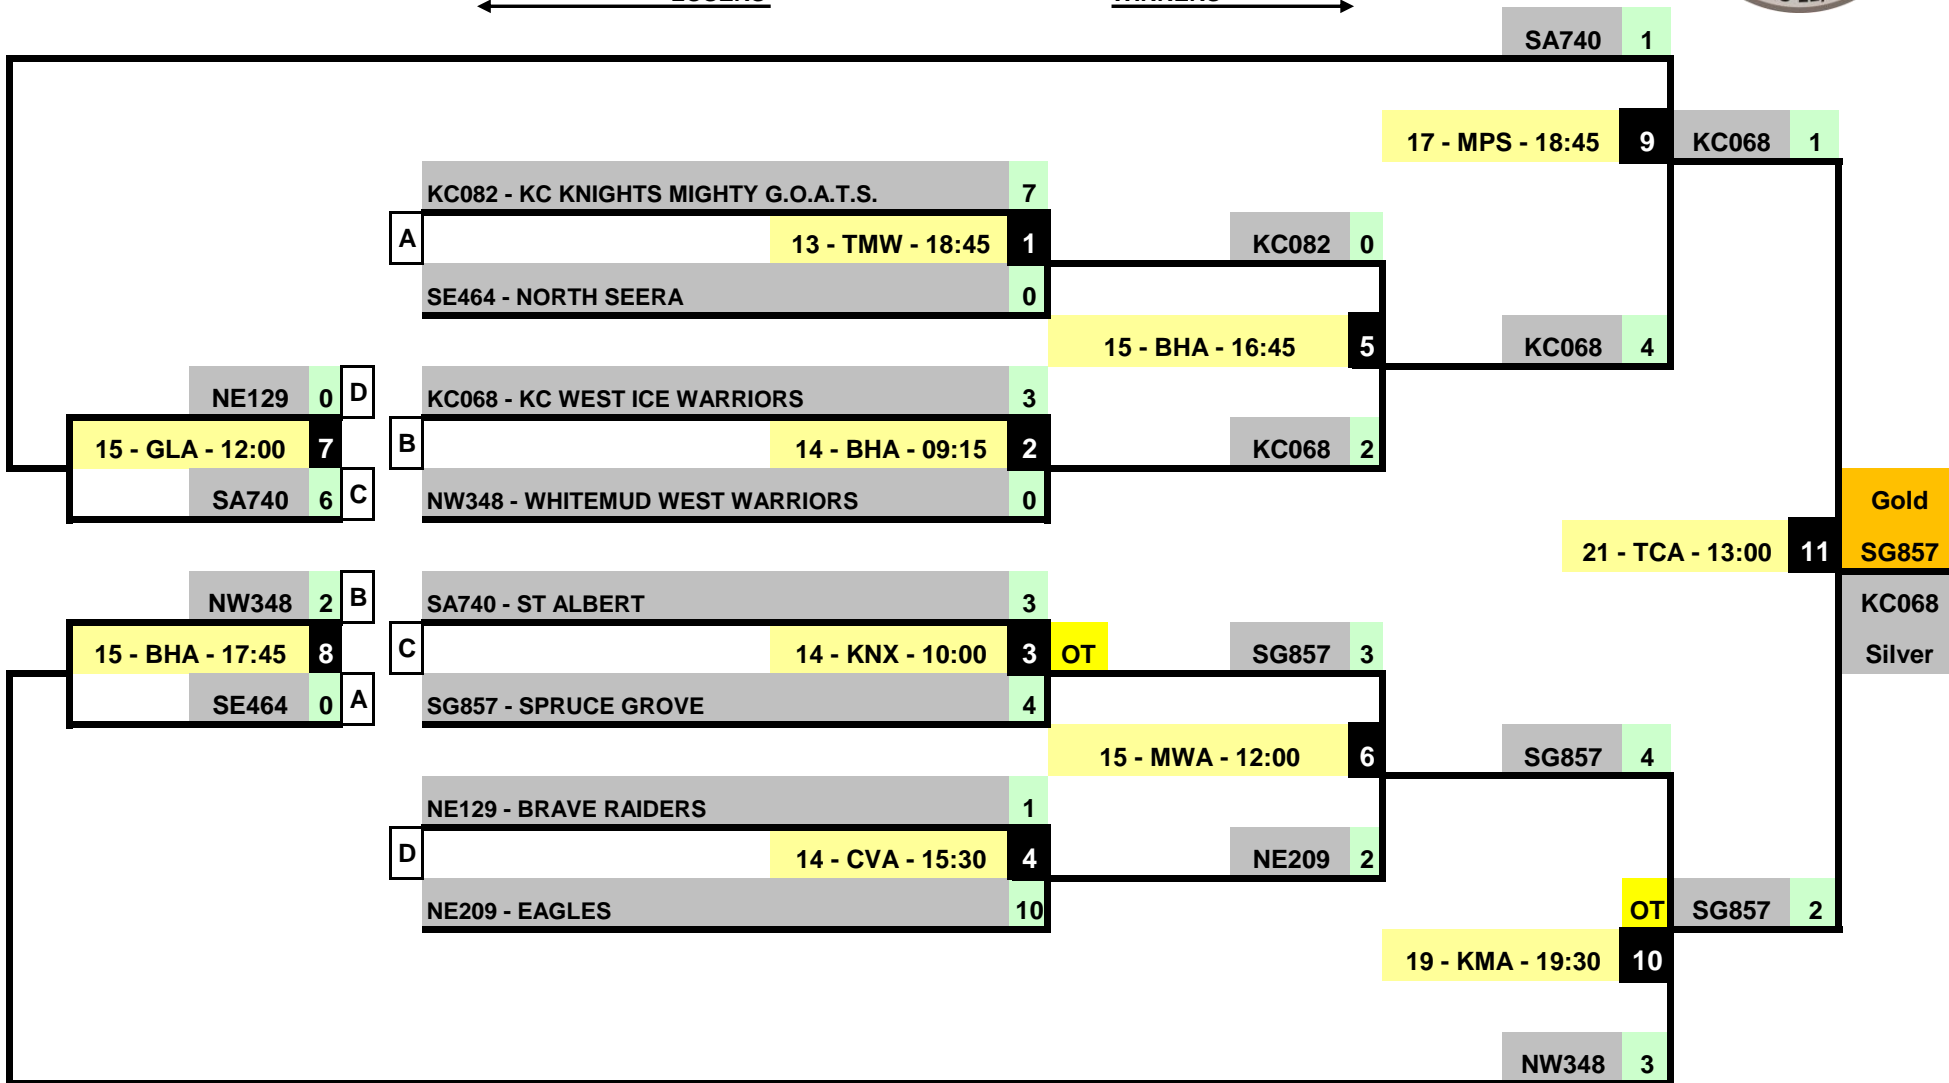 SA740 1
17 - MPS - 18:45 9 KC068 1
KC082 - KC KNIGHTS MIGHTY G.O.A.T.S. 7
A 13 - TMW - 18:45 1 KC082 0
SE464 - NORTH SEERA 0
15 - BHA - 16:45 5 KC068 4
NE129 0 D KC068 - KC WEST ICE WARRIORS 3
15 - GLA - 12:00 7 B 14 - BHA - 09:15 2 KC068 2
SA740 6 C NW348 - WHITEMUD WEST WARRIORS 0 Gold
21 - TCA - 13:00 11 SG857
NW348 2 B SA740 - ST ALBERT 3 KC068
15 - BHA - 17:45 8 C 14 - KNX - 10:00 3 OT SG857 3 Silver
SE464 0 A SG857 - SPRUCE GROVE 4
15 - MWA - 12:00 6 SG857 4
NE129 - BRAVE RAIDERS 1
D 14 - CVA - 15:30 4 NE209 2
NE209 - EAGLES 10 OT SG857 2
19 - KMA - 19:30 10
NW348 3